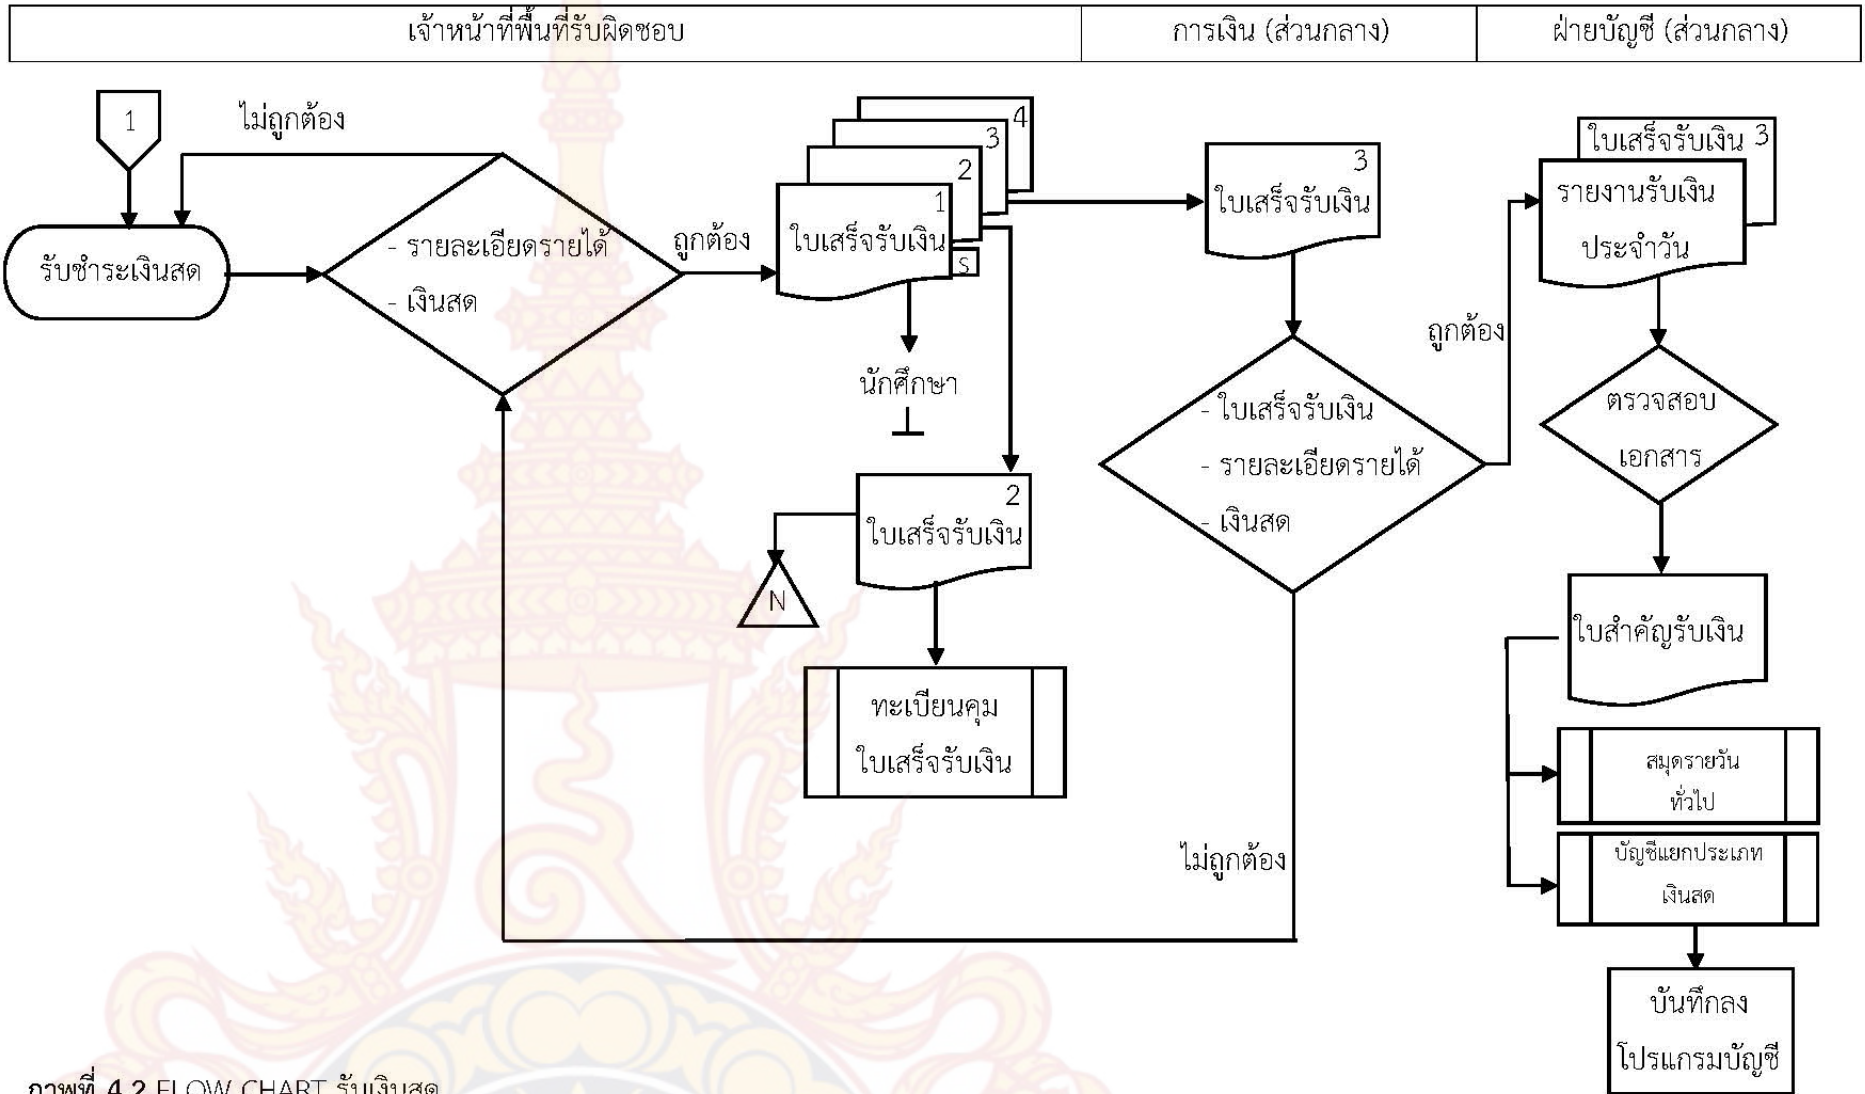 เจ้าหน้าที่พื้นที่รับผิดชอบ
การเงิน (ส่วนกลาง)
ฝ่ายบัญชี (ส่วนกลาง)
1
ไม่ถูกต้อง
รับชำระเงินสด
- รายละเอียดรายได้
- เงินสด
ถูกต้อง
4
3
2
1
ใบเสร็จรับเงิน
S
นักศึกษา
2
ใบเสร็จรับเงิน
N
ทะเบียนคุม
ใบเสร็จรับเงิน
3
ใบเสร็จรับเงิน
- ใบเสร็จรับเงิน
- รายละเอียดรายได้
- เงินสด
ถูกต้อง
ไม่ถูกต้อง
ใบเสร็จรับเงิน 3
รายงานรับเงิน
ประจำวัน
ตรวจสอบ
เอกสาร
ใบสำคัญรับเงิน
สมุดรายวัน
ทั่วไป
บัญชีแยกประเภท
เงินสด
บันทึกลง
โปรแกรมบัญชี
ภาพที่ 4.2 FLOW CHART รับเงินสด